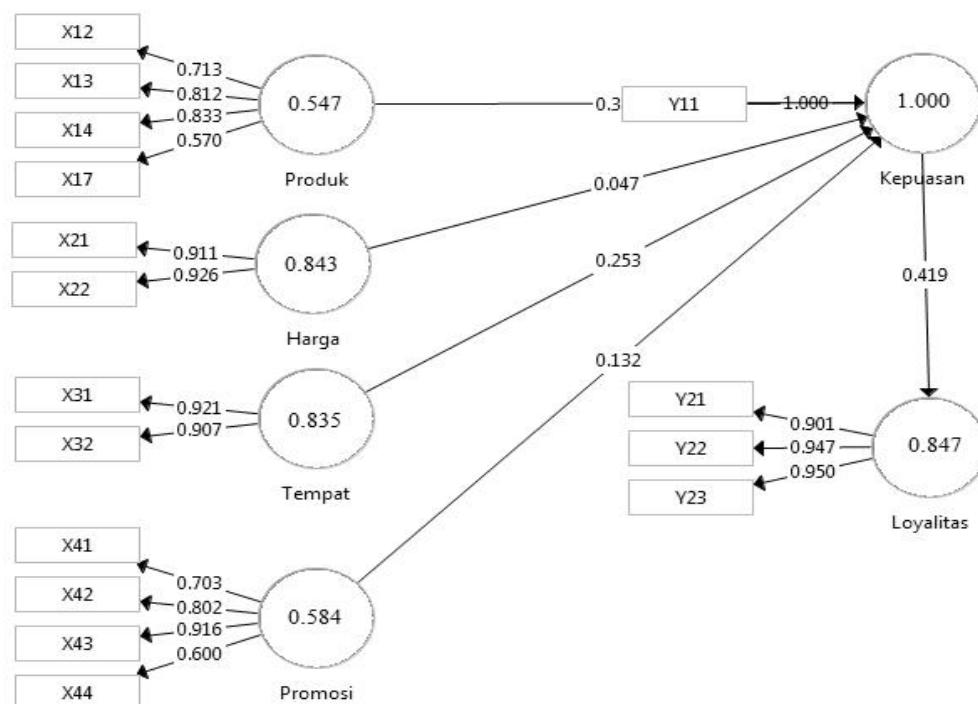 X12
X13
X14
X17
0.713
0.812
0.833
0.570
0.547
Produk
0.3
Y11
1.000
1.000
Kepuasan
X21
X22
0.911
0.926
0.843
Harga
0.047
0.253
0.132
0.419
X31
X32
0.921
0.907
0.835
Tempat
Y21
Y22
Y23
0.901
0.947
0.950
0.847
Loyalitas
X41
X42
X43
X44
0.703
0.802
0.916
0.600
0.584
Promosi